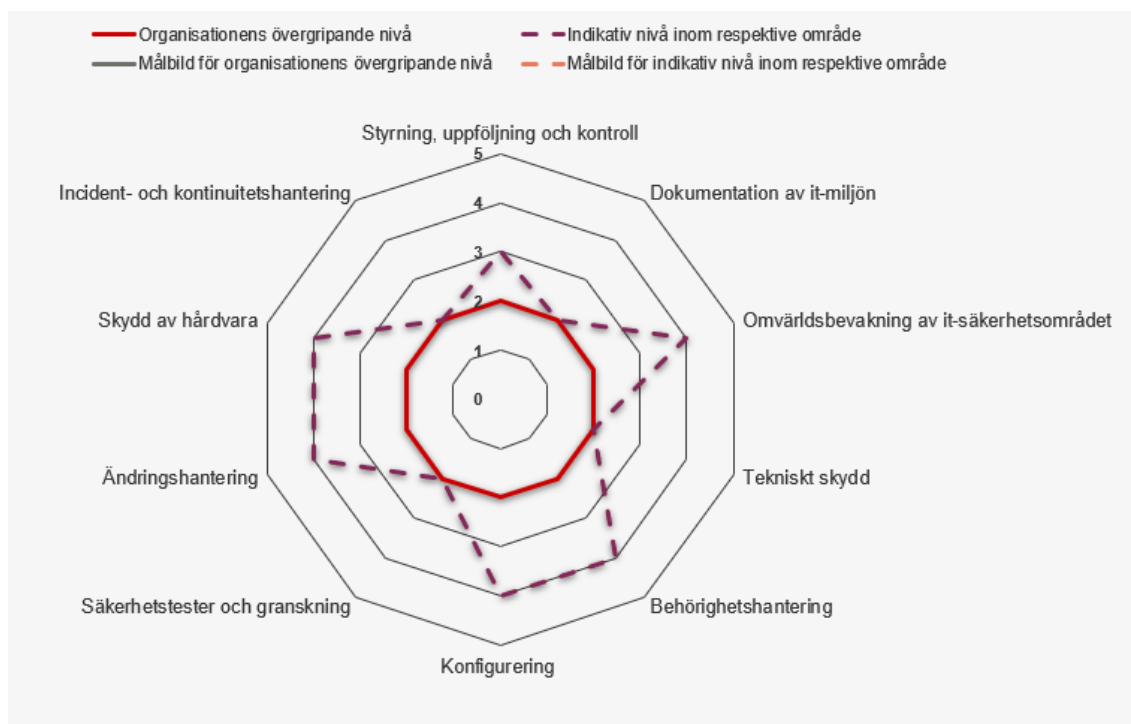 Organisationens övergripande nivå
Indikativ nivå inom respektive område
Målbild för organisationens övergripande nivå
Målbild för indikativ nivå inom respektive område
Styrning, uppföljning och kontroll
5
Incident- och kontinuitetshantering
Dokumentation av it-miljön
4
3
2
Skydd av hårdvara
Omvärldsbevakning av it-säkerhetsområdet
1
0
Ändringshantering
Tekniskt skydd
Säkerhetstester och granskning
Behörighetshantering
Konfigurering